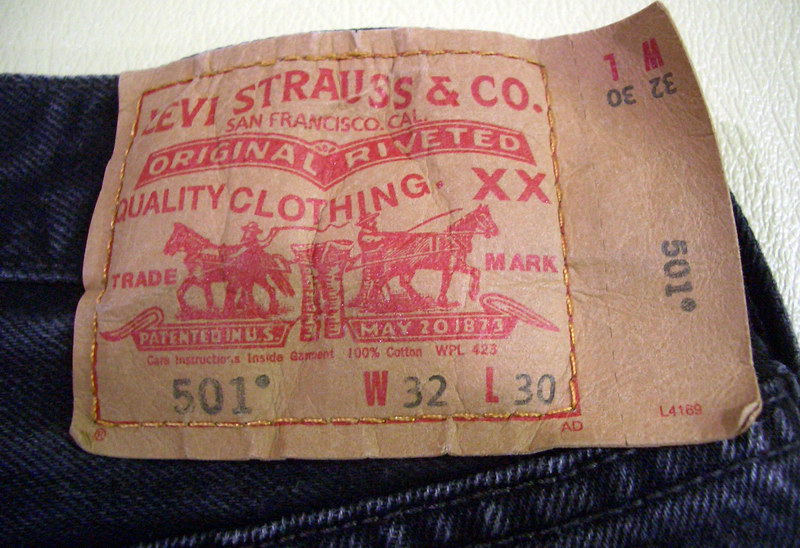 LEVI STRAUSS & CO.
SAN FRANCISCO. CAL.
ORIGINAL RIVETED
QUALITY CLOTHING. XX
TRADE MARK
PATENTED IN U.S. MAY 20 1873
Care Instructions Inside Garment 100% Cotton WPL 423
501® W 32 L 30
® AD L4189
W L
32 30
501®